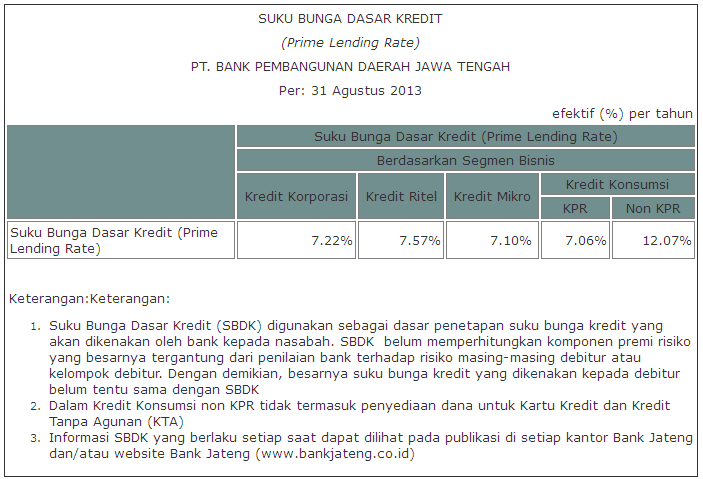 SUKU BUNGA DASAR KREDIT
(Prime Lending Rate)
PT. BANK PEMBANGUNAN DAERAH JAWA TENGAH
Per: 31 Agustus 2013
efektif (%) per tahun
Suku Bunga Dasar Kredit (Prime Lending Rate)
Berdasarkan Segmen Bisnis
Kredit Korporasi Kredit Ritel Kredit Mikro Kredit Konsumsi
KPR Non KPR
Suku Bunga Dasar Kredit (Prime
Lending Rate) 7.22% 7.57% 7.10% 7.06% 12.07%
Keterangan:Keterangan:
1. Suku Bunga Dasar Kredit (SBDK) digunakan sebagai dasar penetapan suku bunga kredit yang
akan dikenakan oleh bank kepada nasabah. SBDK belum memperhitungkan komponen premi risiko
yang besarnya tergantung dari penilaian bank terhadap risiko masing-masing debitur atau
kelompok debitur. Dengan demikian, besarnya suku bunga kredit yang dikenakan kepada debitur
belum tentu sama dengan SBDK
2. Dalam Kredit Konsumsi non KPR tidak termasuk penyediaan dana untuk Kartu Kredit dan Kredit
Tanpa Agunan (KTA)
3. Informasi SBDK yang berlaku setiap saat dapat dilihat pada publikasi di setiap kantor Bank Jateng
dan/atau website Bank Jateng (www.bankjateng.co.id)